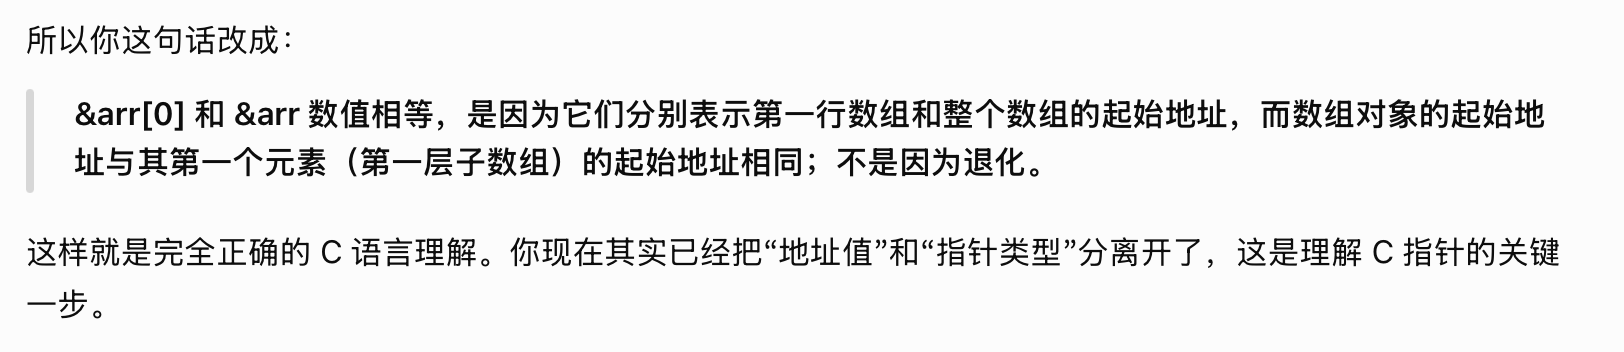 所以你这句话改成：
&arr[0] 和 &arr 数值相等，是因为它们分别表示第一行数组和整个数组的起始地址，而数组对象的起始地
址与其第一个元素（第一层子数组）的起始地址相同；不是因为退化。
这样就是完全正确的 C 语言理解。你现在其实已经把“地址值”和“指针类型”分离开了，这是理解 C 指针的关键
一步。